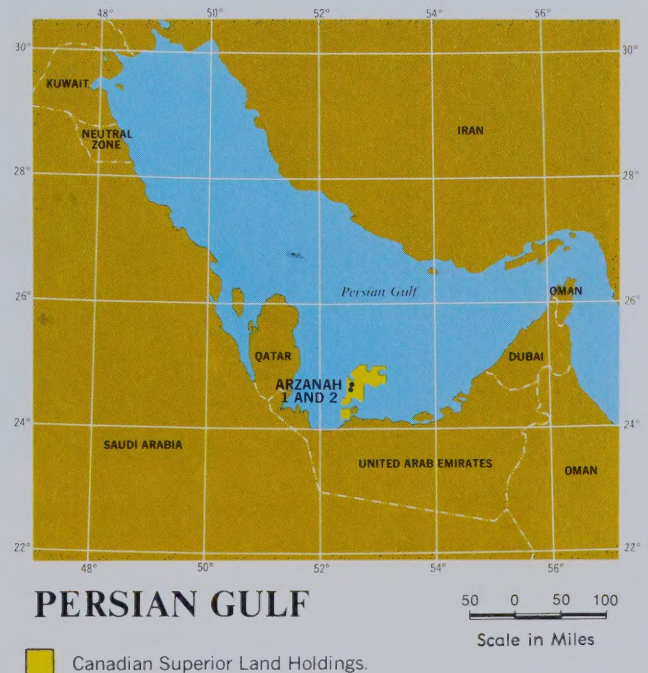 50° 52° 54° 56°
30° 30°
KUWAIT
IRAN
NEUTRAL
ZONE
28° 28°
Persian Gulf
OMAN
26° 26°
QATAR
DUBAI
ARZANAH
1 AND 2
24° 24°
SAUDI ARABIA
UNITED ARAB EMIRATES
OMAN
22° 22°
48° 50° 52° 54° 56°
PERSIAN GULF
50 0 50 100
Scale in Miles
Canadian Superior Land Holdings.